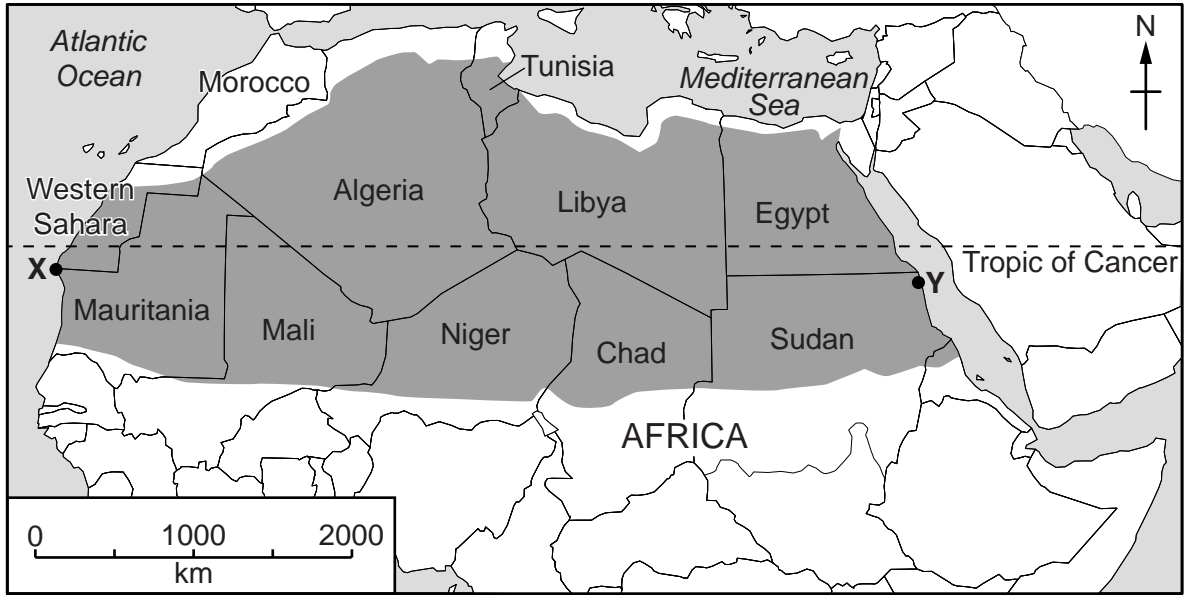 Atlantic
Ocean
Morocco
Tunisia
Mediterranean
Sea
N
Western
Sahara
Algeria
Libya
Egypt
X
Tropic of Cancer
Y
Mauritania
Mali
Niger
Chad
Sudan
AFRICA
0 1000 2000
km